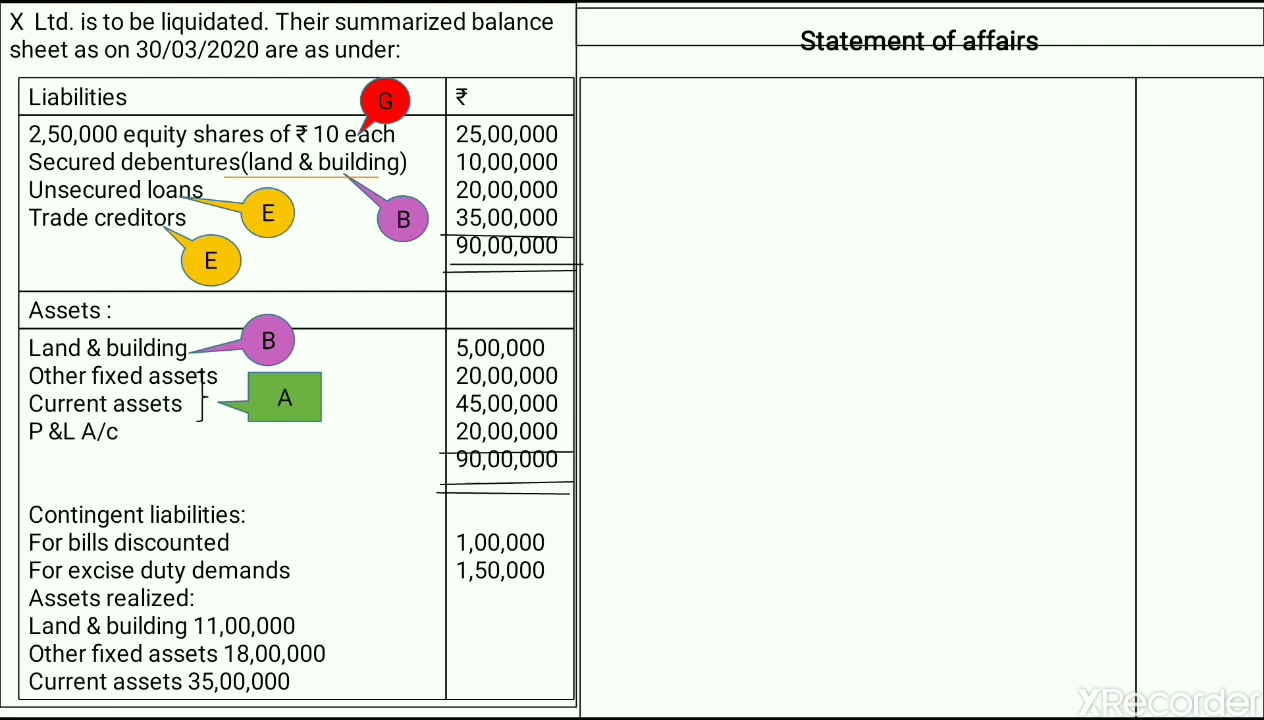 X Ltd. is to be liquidated. Their summarized balance
sheet as on 30/03/2020 are as under:
Liabilities ₹
G
2,50,000 equity shares of ₹ 10 each 25,00,000
Secured debentures(land & building) 10,00,000
Unsecured loans 20,00,000
E
B
Trade creditors 35,00,000
90,00,000
E
Assets :
B
Land & building 5,00,000
Other fixed assets 20,00,000
A
Current assets 45,00,000
P &L A/c 20,00,000
90,00,000
Contingent liabilities:
For bills discounted 1,00,000
For excise duty demands 1,50,000
Assets realized:
Land & building 11,00,000
Other fixed assets 18,00,000
Current assets 35,00,000
Statement of affairs
XRecorder